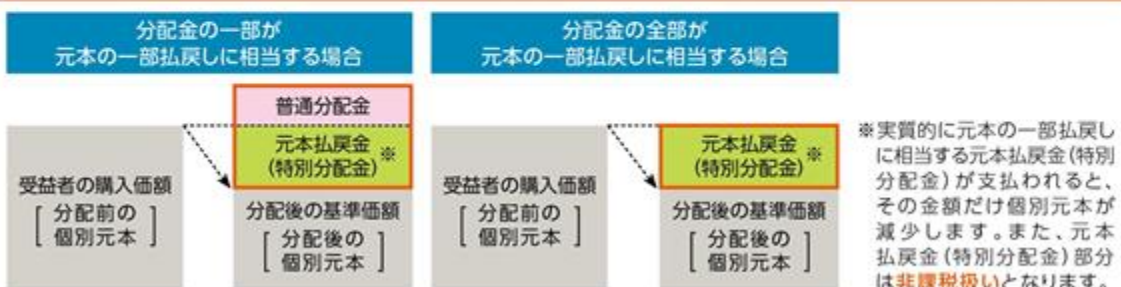 分配金の一部が
元本の一部払戻しに相当する場合
普通分配金
元本払戻金
(特別分配金)
※
受益者の購入価額
[ 分配前の
個別元本 ]
分配後の基準価額
[ 分配後の
個別元本 ]
分配金の全部が
元本の一部払戻しに相当する場合
元本払戻金
(特別分配金)
※
受益者の購入価額
[ 分配前の
個別元本 ]
分配後の基準価額
[ 分配後の
個別元本 ]
※実質的に元本の一部払戻し
に相当する元本払戻金(特別
分配金)が支払われると、
その金額だけ個別元本が
減少します。また、元本
払戻金(特別分配金)部分
は非課税扱いとなります。